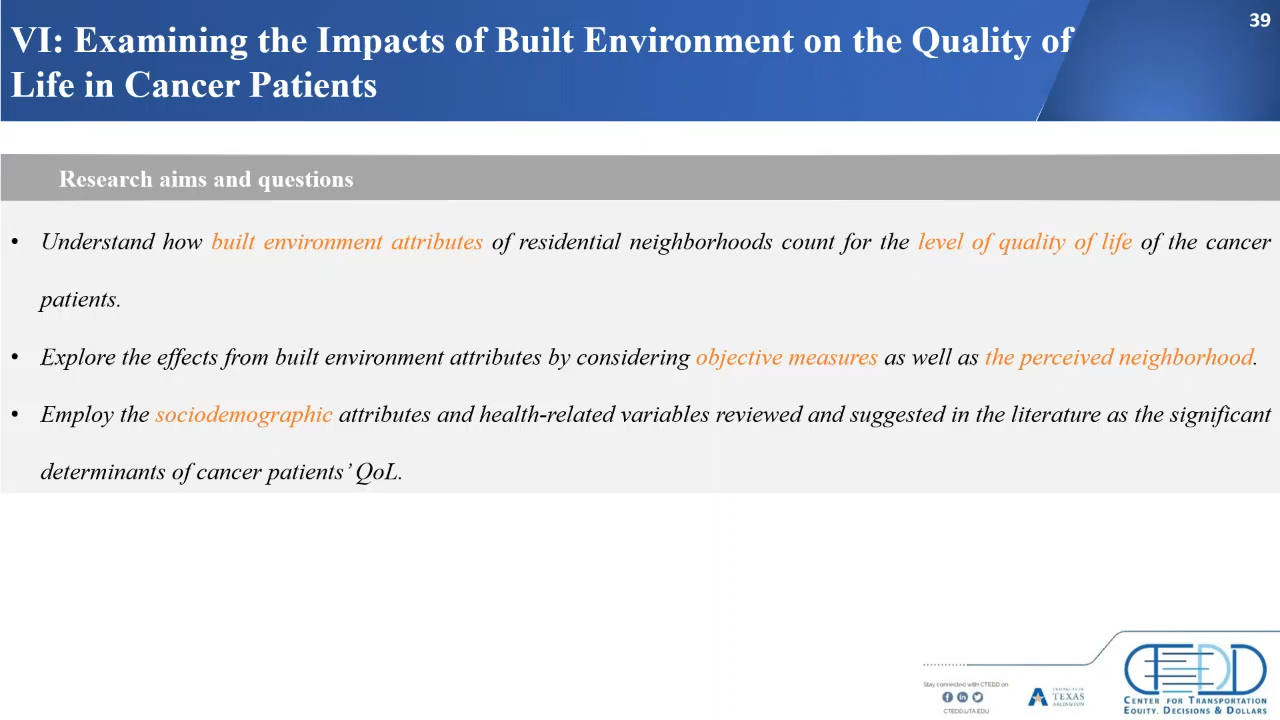 39
VI: Examining the Impacts of Built Environment on the Quality of
Life in Cancer Patients
Research aims and questions
• Understand how built environment attributes of residential neighborhoods count for the level of quality of life of the cancer
patients.
• Explore the effects from built environment attributes by considering objective measures as well as the perceived neighborhood.
• Employ the sociodemographic attributes and health-related variables reviewed and suggested in the literature as the significant
determinants of cancer patients’ QoL.
Stay connected with CTEDD on
CTEDD.UTA.EDU
UNIVERSITY OF
TEXAS
ARLINGTON
CTEDD
CENTER FOR TRANSPORTATION
EQUITY, DECISIONS & DOLLARS